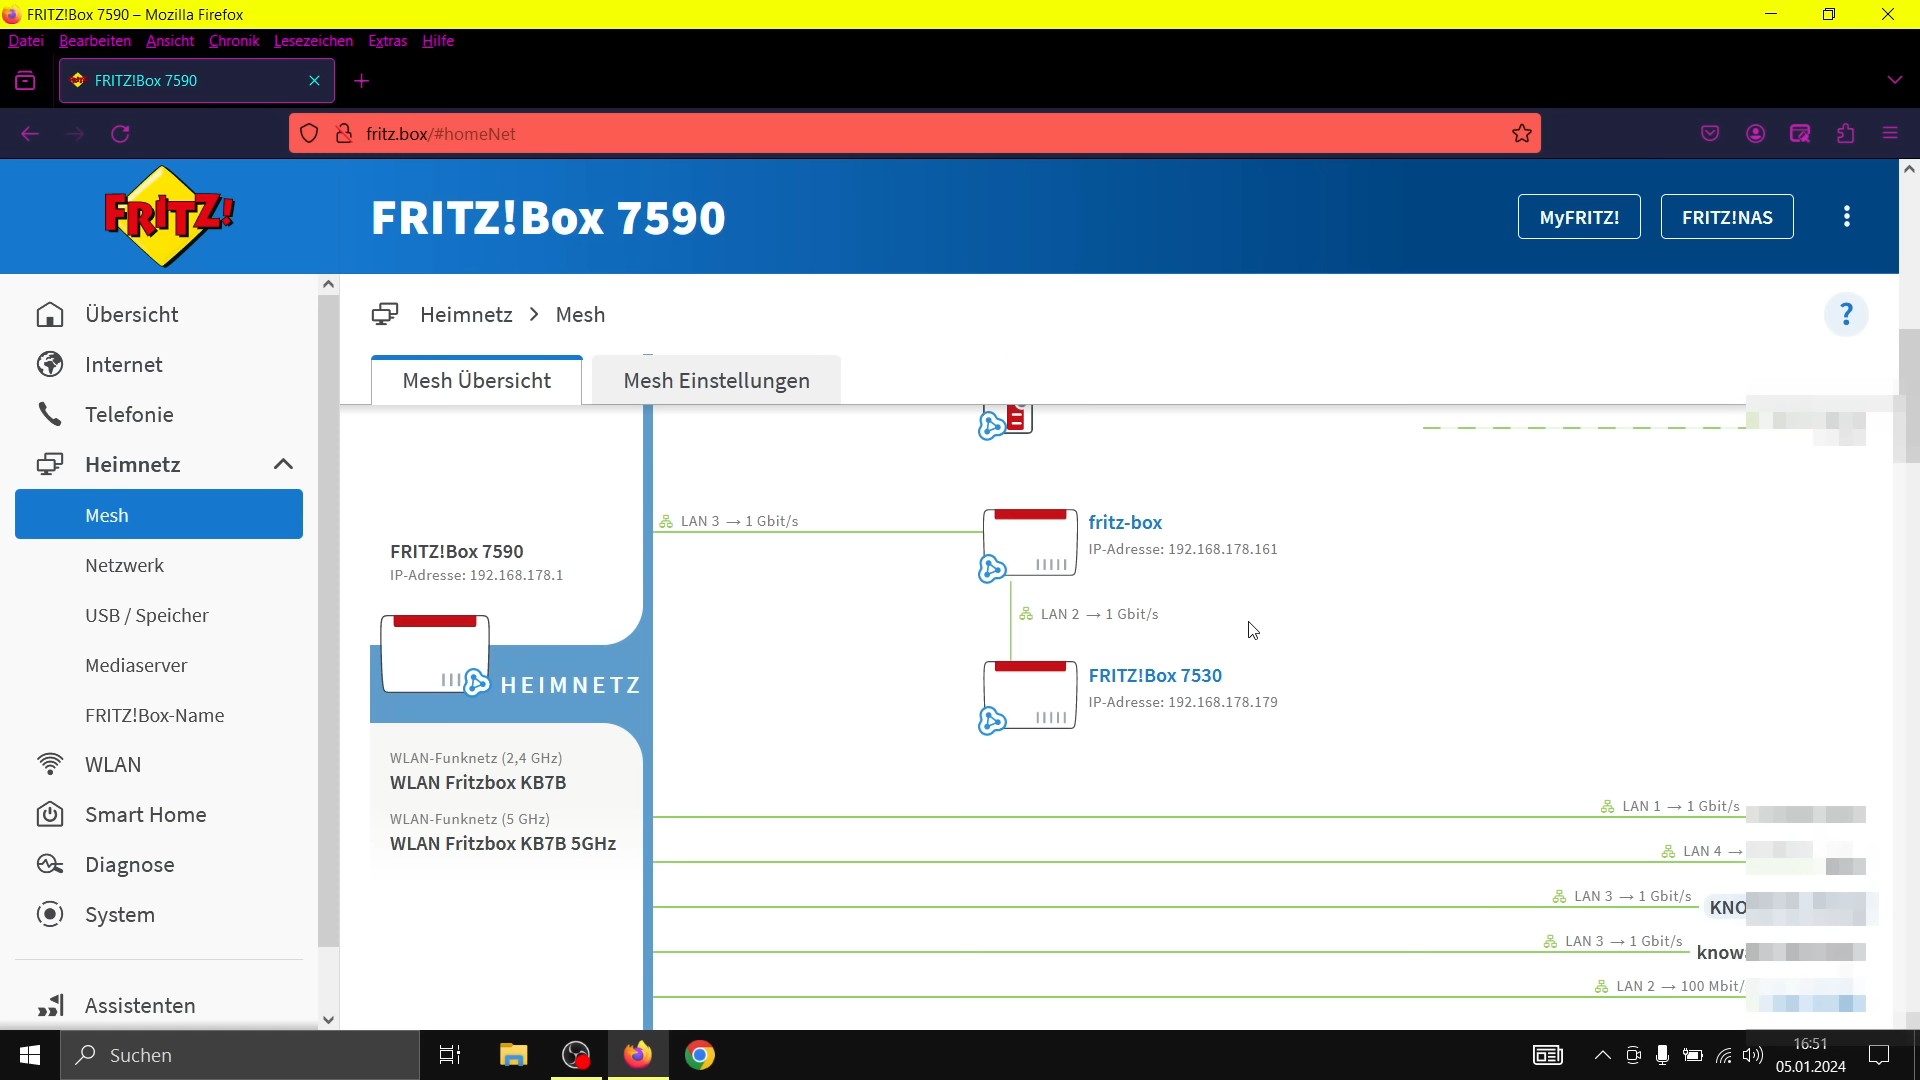 FRITZ!Box 7590 – Mozilla Firefox
Datei Bearbeiten Ansicht Chronik Lesezeichen Extras Hilfe
FRITZ!Box 7590
fritz.box/#homeNet
FRITZ!
FRITZ!Box 7590
MyFRITZ!
FRITZ!NAS
Übersicht
Internet
Telefonie
Heimnetz
Mesh
Netzwerk
USB / Speicher
Mediaserver
FRITZ!Box-Name
WLAN
Smart Home
Diagnose
System
Assistenten
Heimnetz > Mesh
?
Mesh Übersicht
Mesh Einstellungen
FRITZ!Box 7590
IP-Adresse: 192.168.178.1
HEIMNETZ
WLAN-Funknetz (2,4 GHz)
WLAN Fritzbox KB7B
WLAN-Funknetz (5 GHz)
WLAN Fritzbox KB7B 5GHz
LAN 3 → 1 Gbit/s
fritz-box
IP-Adresse: 192.168.178.161
LAN 2 → 1 Gbit/s
FRITZ!Box 7530
IP-Adresse: 192.168.178.179
LAN 1 → 1 Gbit/s
LAN 4 →
LAN 3 → 1 Gbit/s
KNO
LAN 3 → 1 Gbit/s
know
LAN 2 → 100 Mbit/
Suchen
16:51
05.01.2024